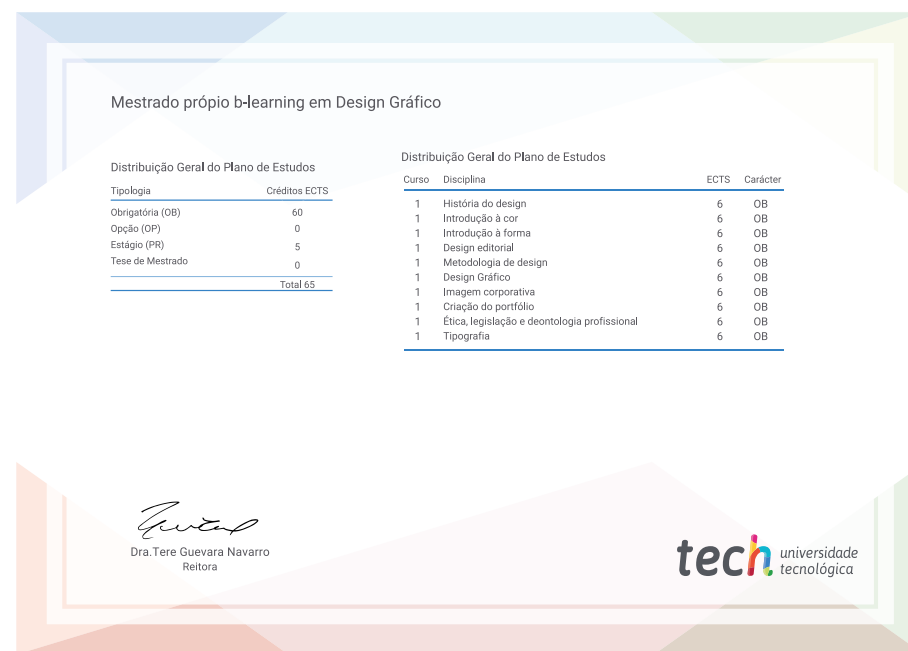 Mestrado própio b-learning em Design Gráfico
Distribuição Geral do Plano de Estudos
Tipologia Créditos ECTS
Obrigatória (OB) 60
Opção (OP) 0
Estágio (PR) 5
Tese de Mestrado 0
Total 65
Distribuição Geral do Plano de Estudos
Curso Disciplina ECTS Carácter
1 História do design 6 OB
1 Introdução à cor 6 OB
1 Introdução à forma 6 OB
1 Design editorial 6 OB
1 Metodologia de design 6 OB
1 Design Gráfico 6 OB
1 Imagem corporativa 6 OB
1 Criação do portfólio 6 OB
1 Ética, legislação e deontologia profissional 6 OB
1 Tipografia 6 OB
Dra.Tere Guevara Navarro
Reitora
tech universidade
tecnológica